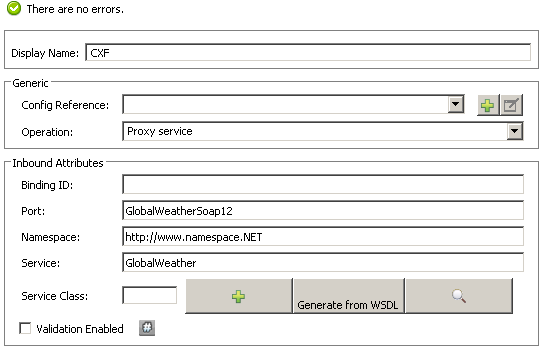 There are no errors.
Display Name: CXF
Generic
Config Reference:
Operation: Proxy service
Inbound Attributes
Binding ID:
Port: GlobalWeatherSoap12
Namespace: http://www.namespace.NET
Service: GlobalWeather
Service Class: Generate from WSDL
Validation Enabled #